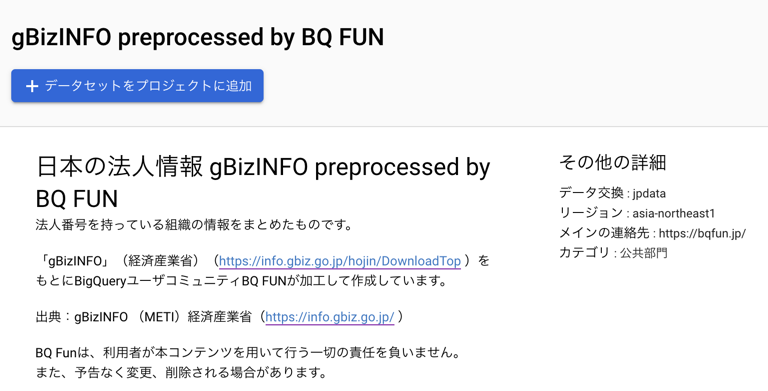 gBizINFO preprocessed by BQ FUN
+ データセットをプロジェクトに追加
日本の法人情報 gBizINFO preprocessed by
BQ FUN
法人番号を持っている組織の情報をまとめたものです。
「gBizINFO」（経済産業省）（https://info.gbiz.go.jp/hojin/DownloadTop ）を
もとにBigQueryユーザコミュニティBQ FUNが加工して作成しています。
出典：gBizINFO （METI）経済産業省（https://info.gbiz.go.jp/ ）
BQ Funは、利用者が本コンテンツを用いて行う一切の責任を負いません。
また、予告なく変更、削除される場合があります。
その他の詳細
データ交換 : jpdata
リージョン : asia-northeast1
メインの連絡先 : https://bqfun.jp/
カテゴリ : 公共部門